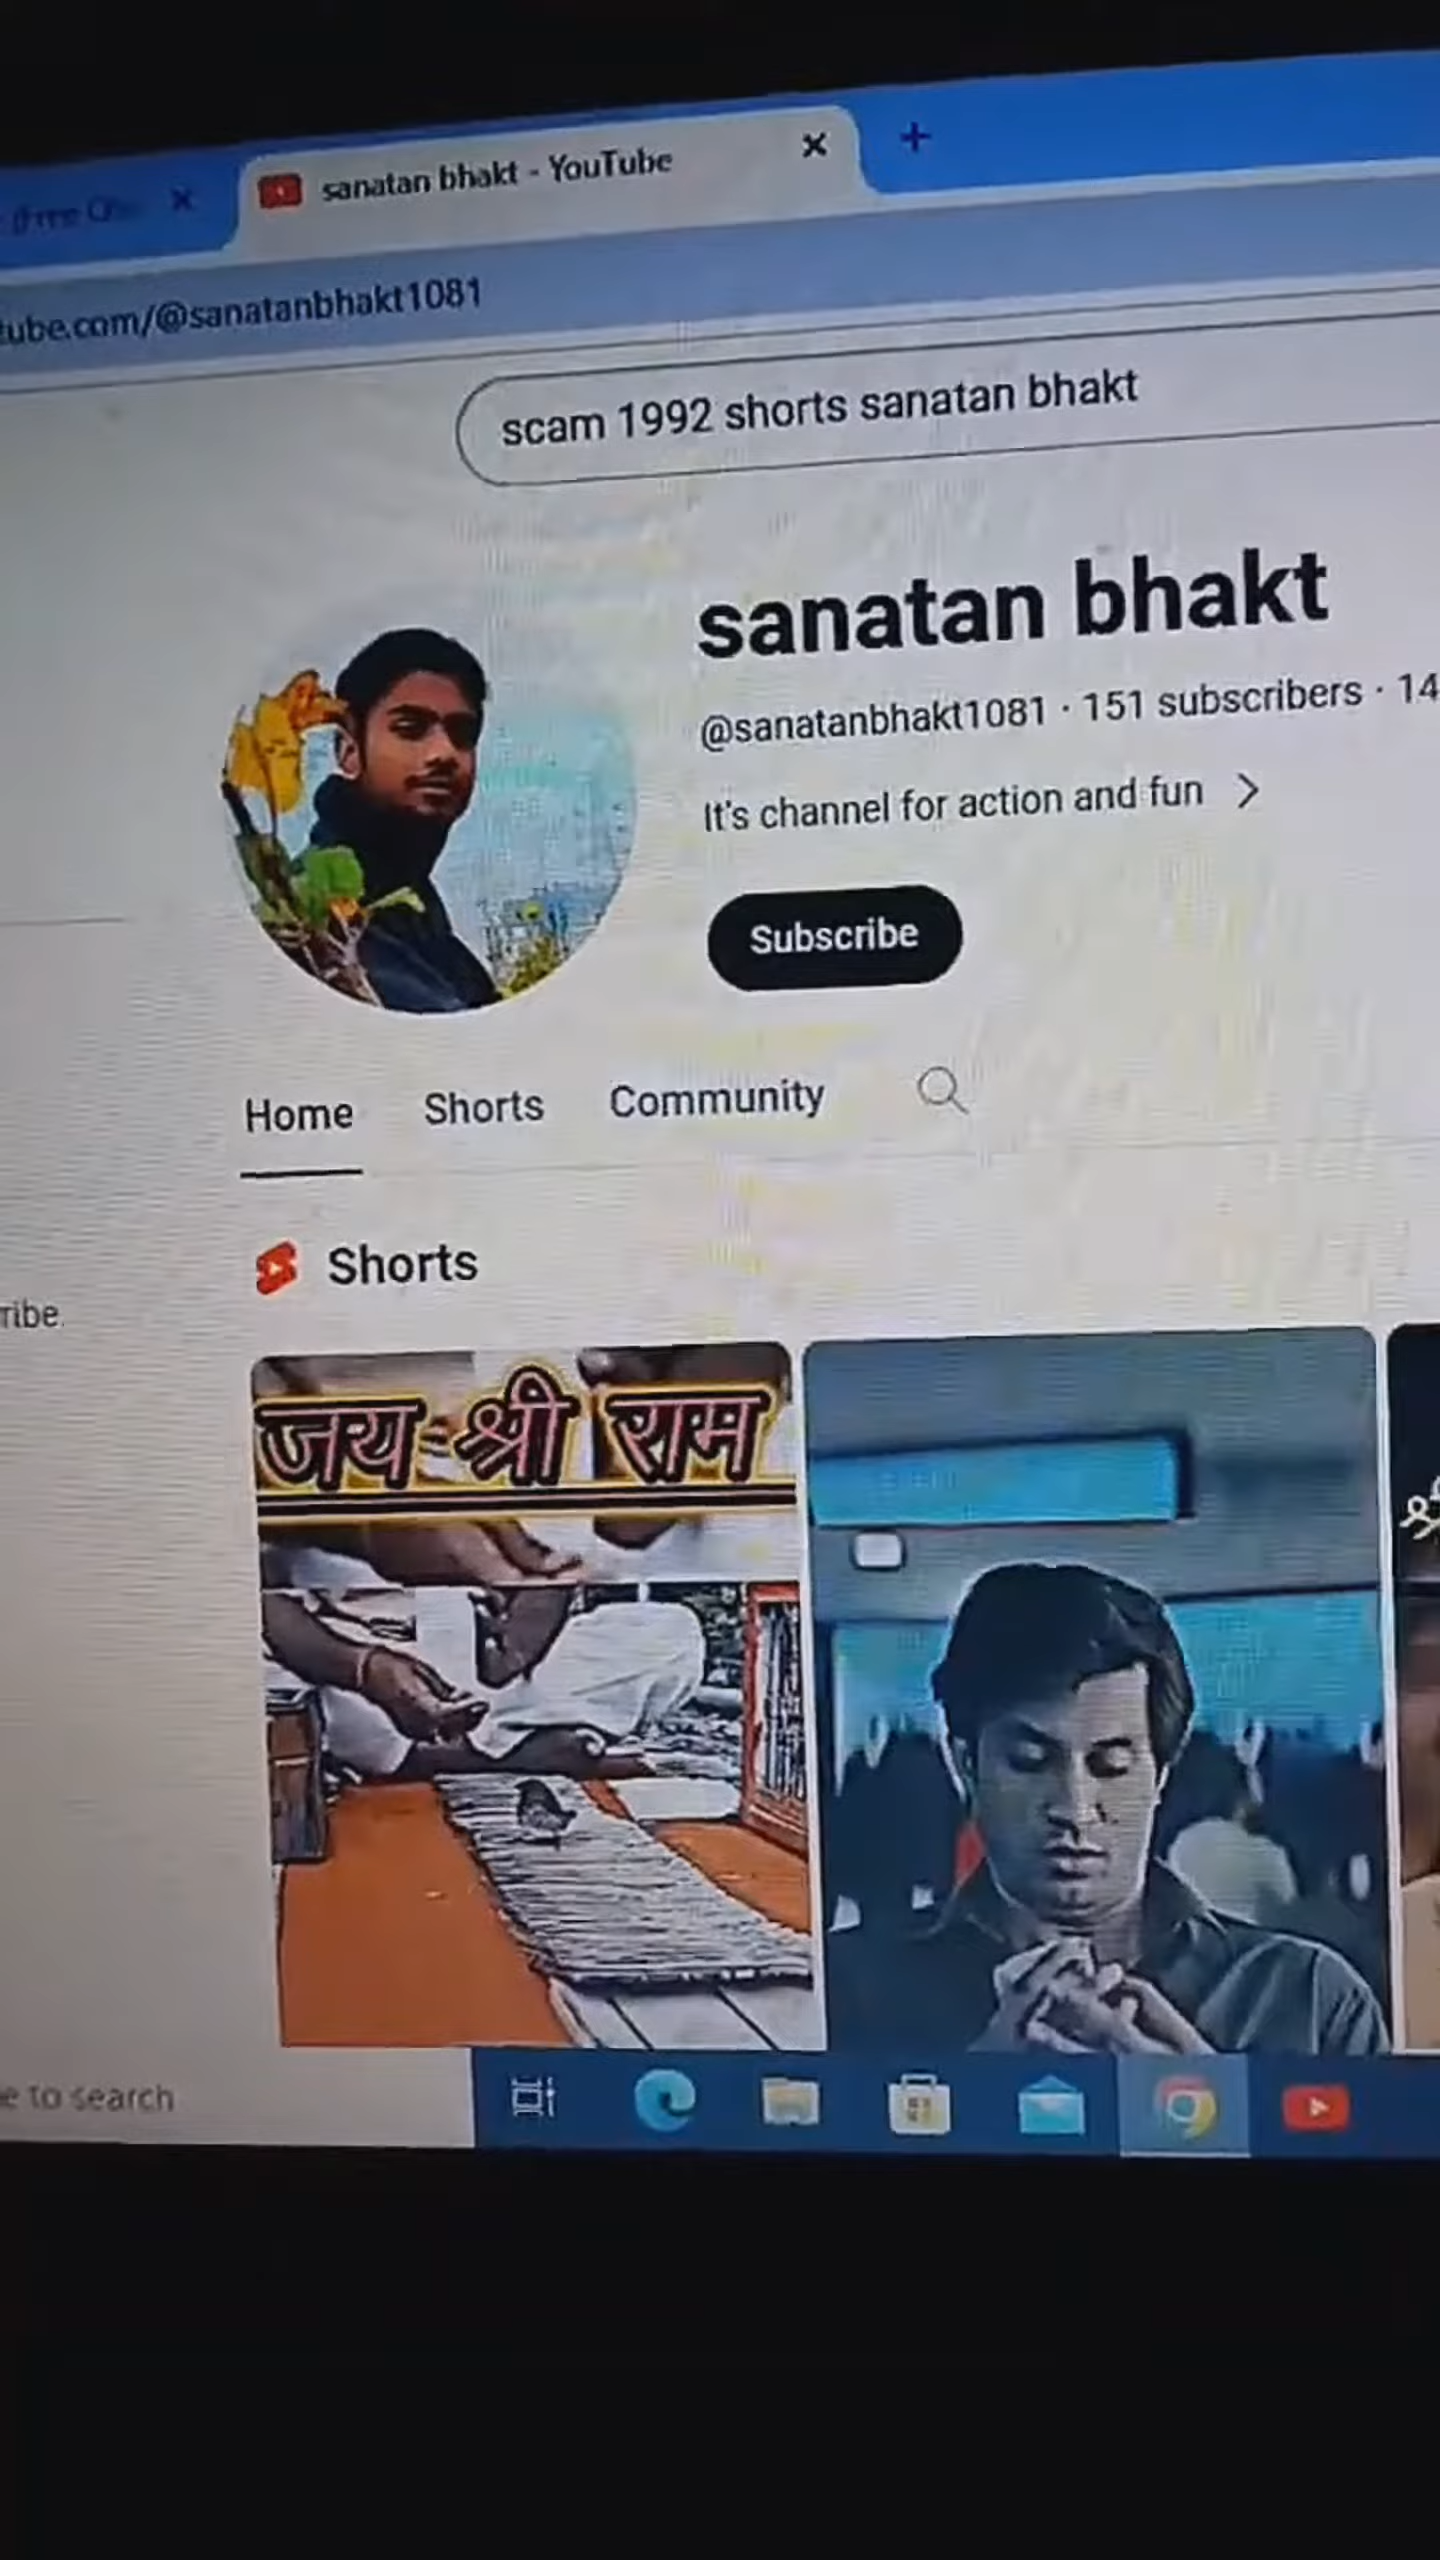 sanatan bhakt - YouTube
tube.com/@sanatanbhakt1081
scam 1992 shorts sanatan bhakt
sanatan bhakt
@sanatanbhakt1081 · 151 subscribers · 14
It's channel for action and fun
Subscribe
Home Shorts Community
Shorts
ribe.
जय श्री राम
श्री
e to search